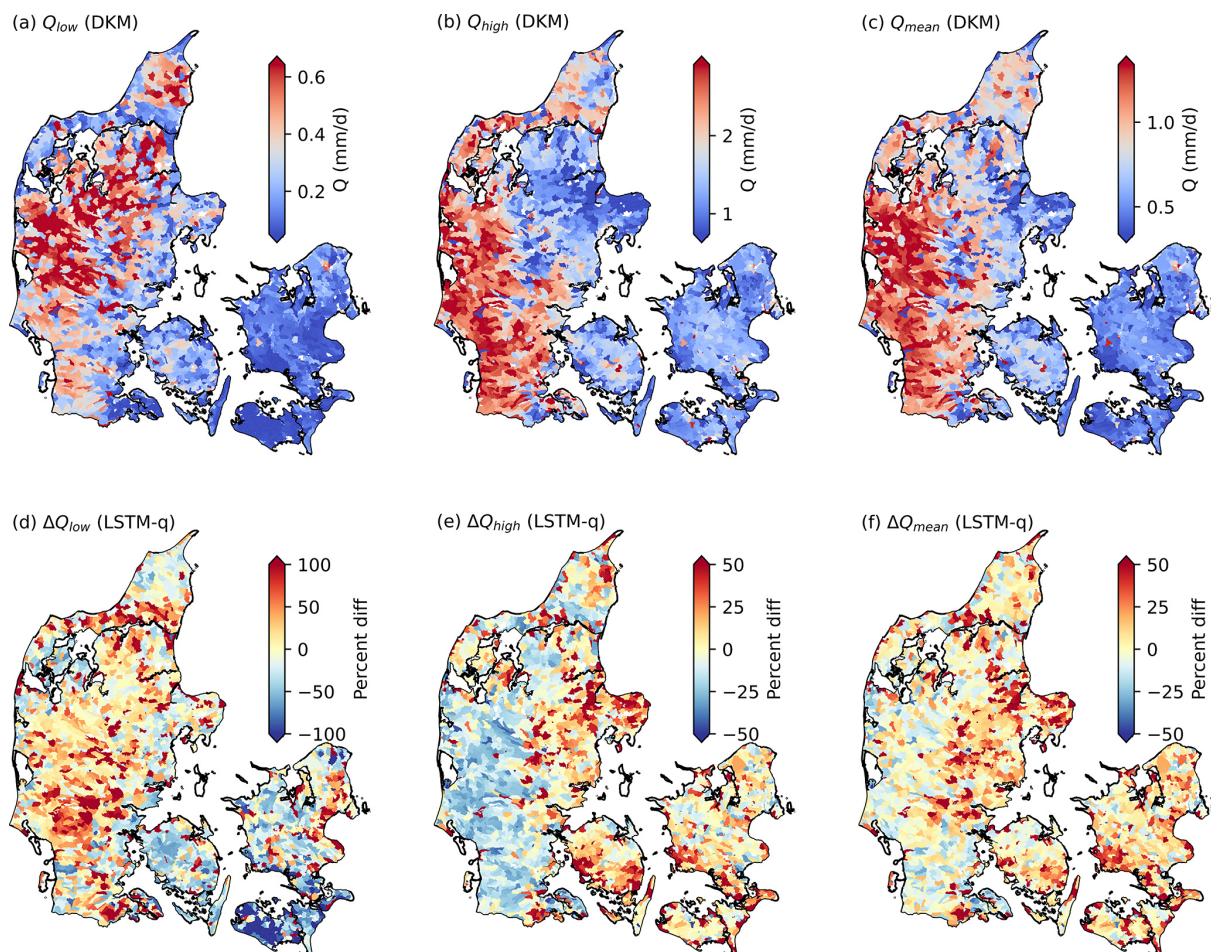 (a) Q_low (DKM)
0.6
0.4
0.2
Q (mm/d)
(b) Q_high (DKM)
2
1
Q (mm/d)
(c) Q_mean (DKM)
1.0
0.5
Q (mm/d)
(d) ΔQ_low (LSTM-q)
100
50
0
−50
−100
Percent diff
(e) ΔQ_high (LSTM-q)
50
25
0
−25
−50
Percent diff
(f) ΔQ_mean (LSTM-q)
50
25
0
−25
−50
Percent diff